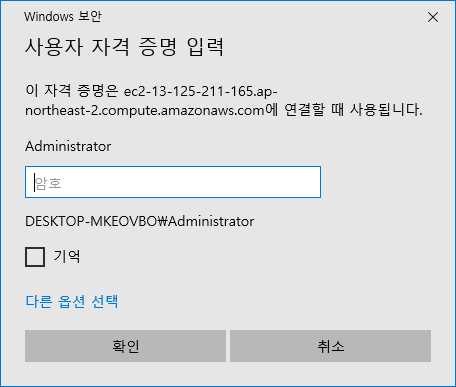 Windows 보안
사용자 자격 증명 입력
이 자격 증명은 ec2-13-125-211-165.ap-
northeast-2.compute.amazonaws.com에 연결할 때 사용됩니다.
Administrator
암호
DESKTOP-MKEOVBO₩Administrator
기억
다른 옵션 선택
확인
취소